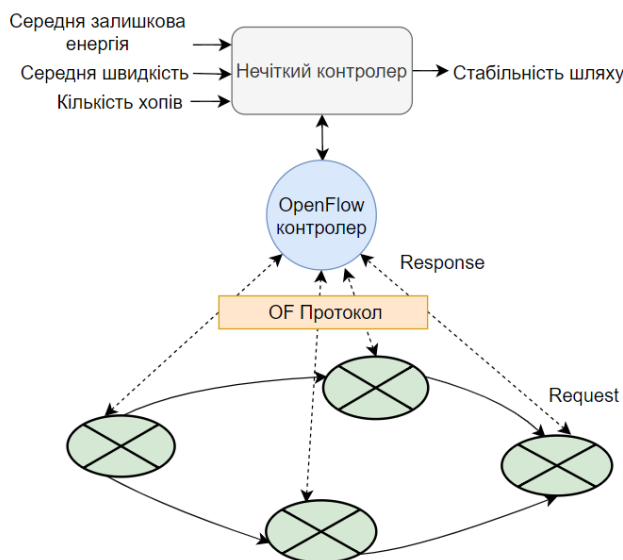 Середня залишкова
енергія
Середня швидкість
Кількість хопів
Нечіткий контролер
Стабільність шляху
OpenFlow
контролер
Response
OF Протокол
Request